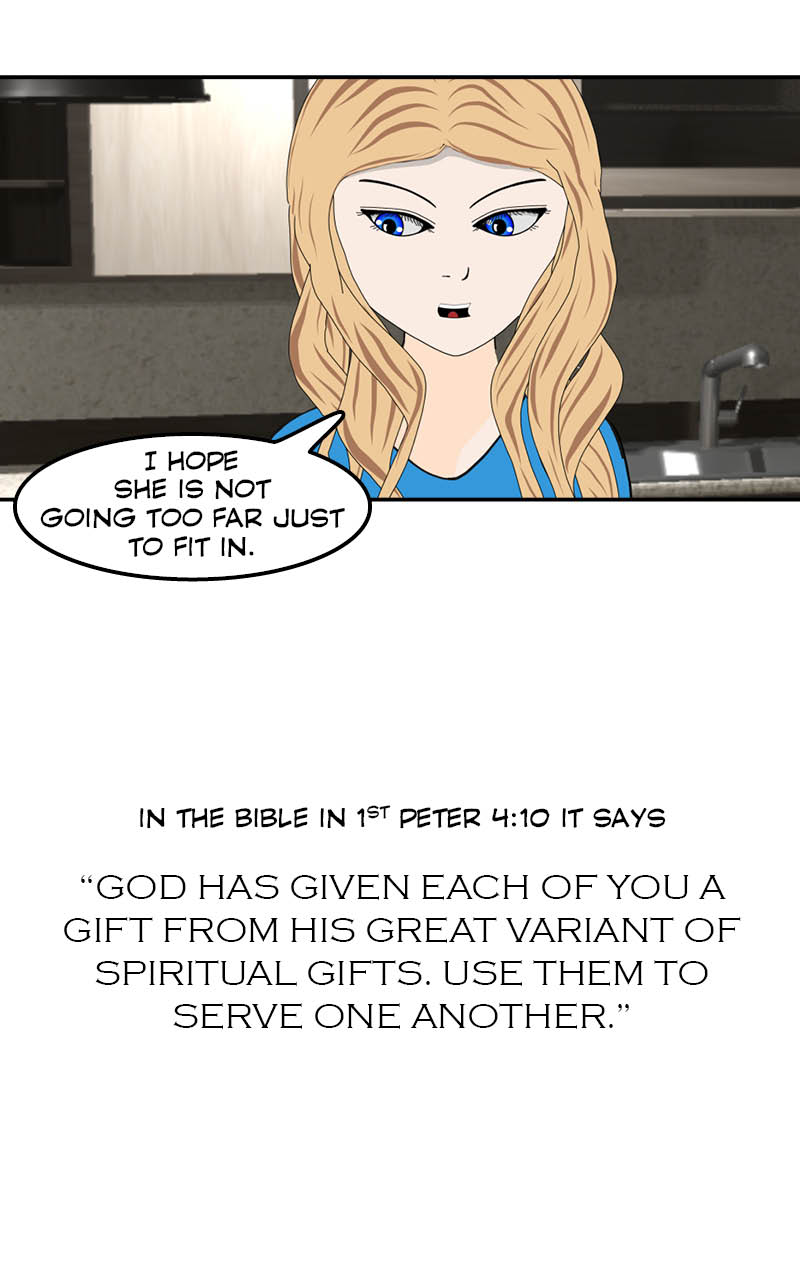 I HOPE
SHE IS NOT
GOING TOO FAR JUST
TO FIT IN.
IN THE BIBLE IN 1ST PETER 4:10 IT SAYS
“GOD HAS GIVEN EACH OF YOU A
GIFT FROM HIS GREAT VARIANT OF
SPIRITUAL GIFTS. USE THEM TO
SERVE ONE ANOTHER.”